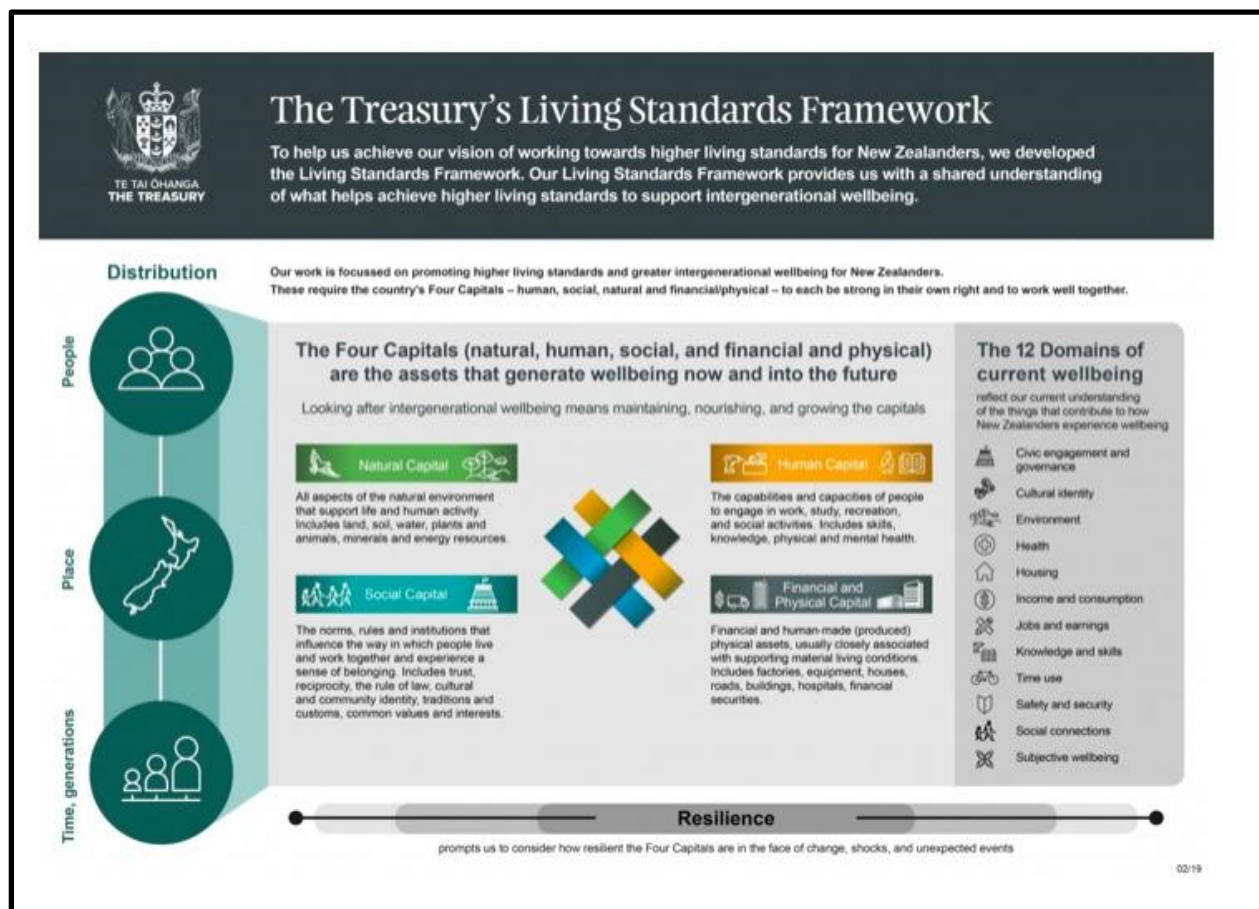 The Treasury's Living Standards Framework
To help us achieve our vision of working towards higher living standards for New Zealanders, we developed
the Living Standards Framework. Our Living Standards Framework provides us with a shared understanding
of what helps achieve higher living standards to support intergenerational wellbeing.
TE TAI ŌHANGA
THE TREASURY
Distribution
People
Place
Time, generations
Our work is focussed on promoting higher living standards and greater intergenerational wellbeing for New Zealanders.
These require the country's Four Capitals – human, social, natural and financial/physical – to each be strong in their own right and to work well together.
The Four Capitals (natural, human, social, and financial and physical)
are the assets that generate wellbeing now and into the future
Looking after intergenerational wellbeing means maintaining, nourishing, and growing the capitals
Natural Capital
All aspects of the natural environment
that support life and human activity.
Includes land, soil, water, plants and
animals, minerals and energy resources.
Human Capital
The capabilities and capacities of people
to engage in work, study, recreation,
and social activities. Includes skills,
knowledge, physical and mental health.
Social Capital
The norms, rules and institutions that
influence the way in which people live
and work together and experience a
sense of belonging. Includes trust,
reciprocity, the rule of law, cultural
and community identity, traditions and
customs, common values and interests.
Financial and
Physical Capital
Financial and human-made (produced)
physical assets, usually closely associated
with supporting material living conditions.
Includes factories, equipment, houses,
roads, buildings, hospitals, financial
securities.
The 12 Domains of
current wellbeing
reflect our current understanding
of the things that contribute to how
New Zealanders experience wellbeing
Civic engagement and
governance
Cultural identity
Environment
Health
Housing
Income and consumption
Jobs and earnings
Knowledge and skills
Time use
Safety and security
Social connections
Subjective wellbeing
Resilience
prompts us to consider how resilient the Four Capitals are in the face of change, shocks, and unexpected events
02/19